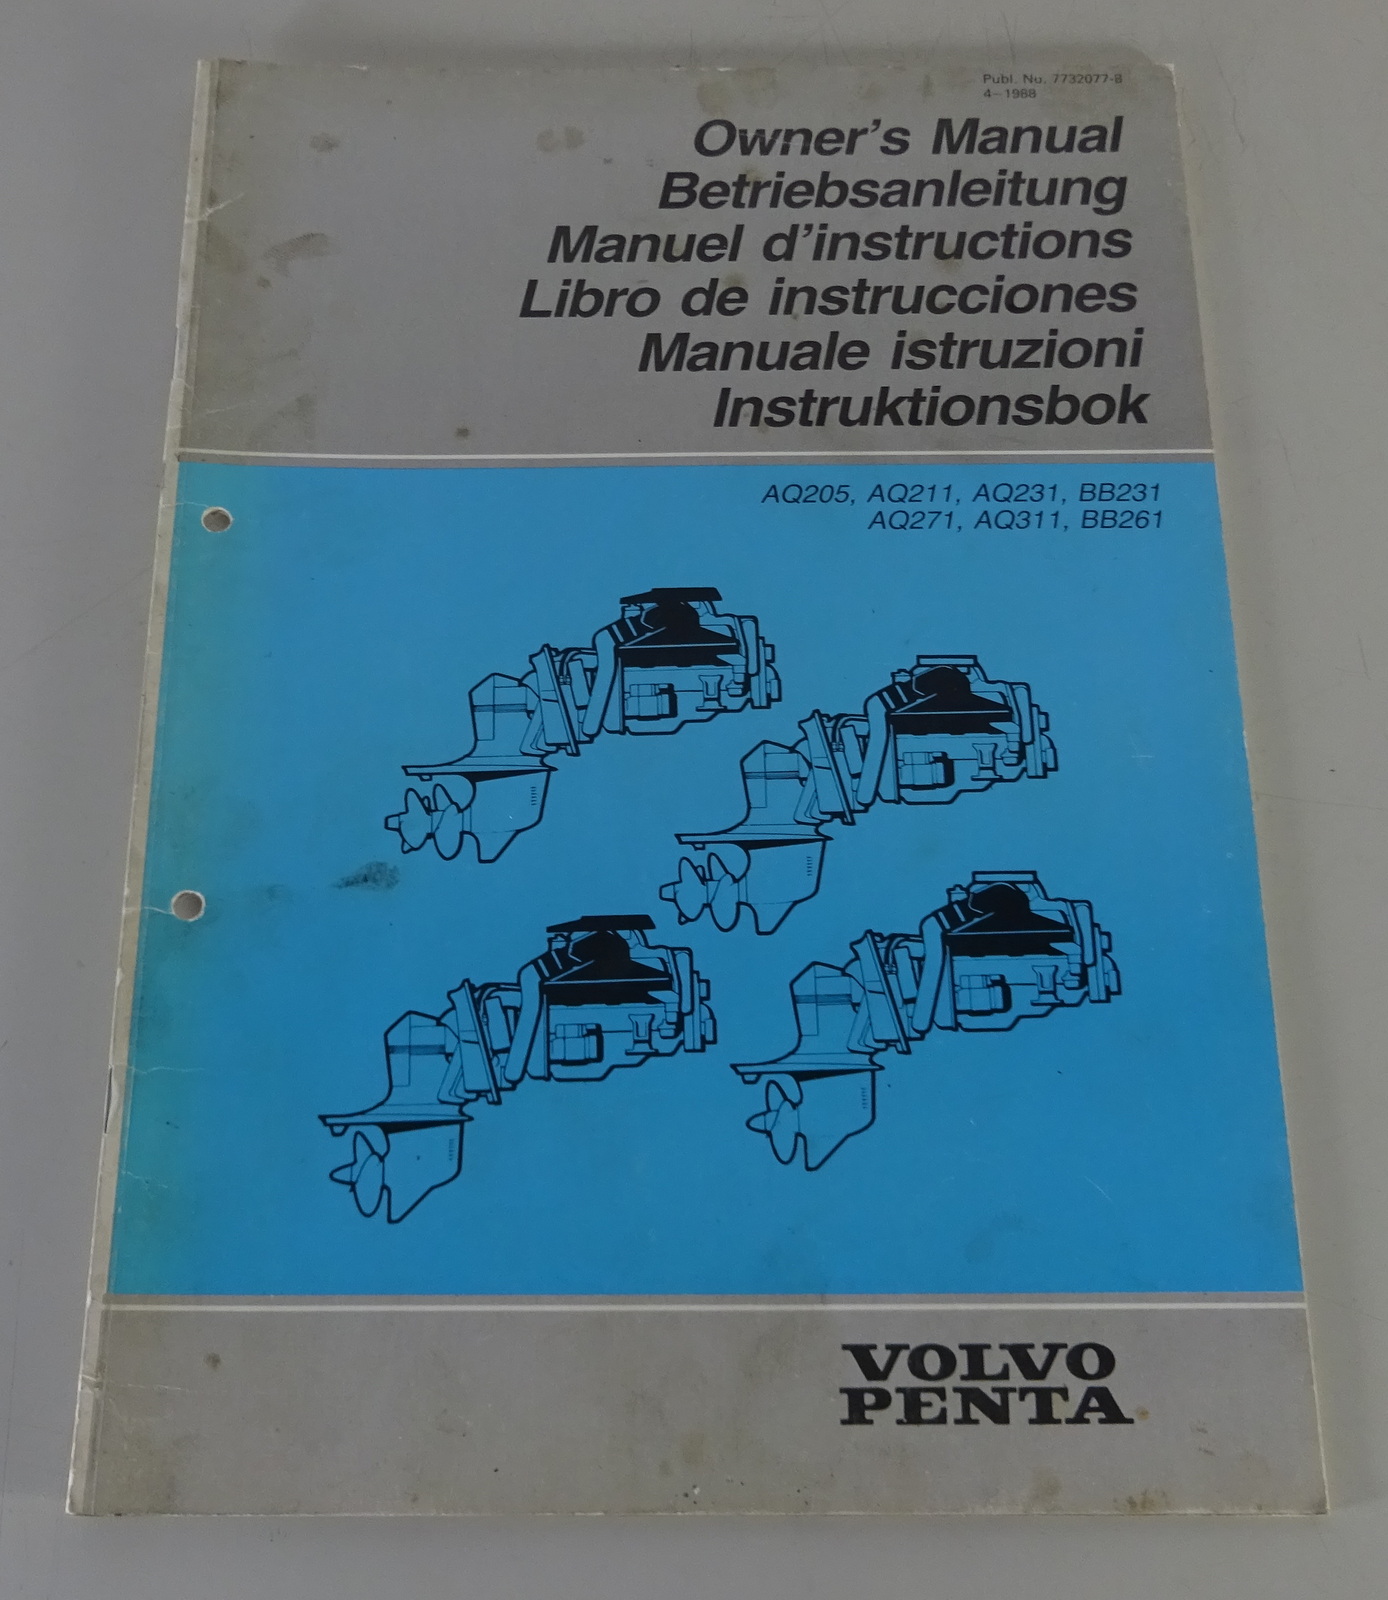 Publ. No. 7732077-8
4–1988
Owner's Manual
Betriebsanleitung
Manuel d'instructions
Libro de instrucciones
Manuale istruzioni
Instruktionsbok
AQ205, AQ211, AQ231, BB231
AQ271, AQ311, BB261
VOLVO
PENTA